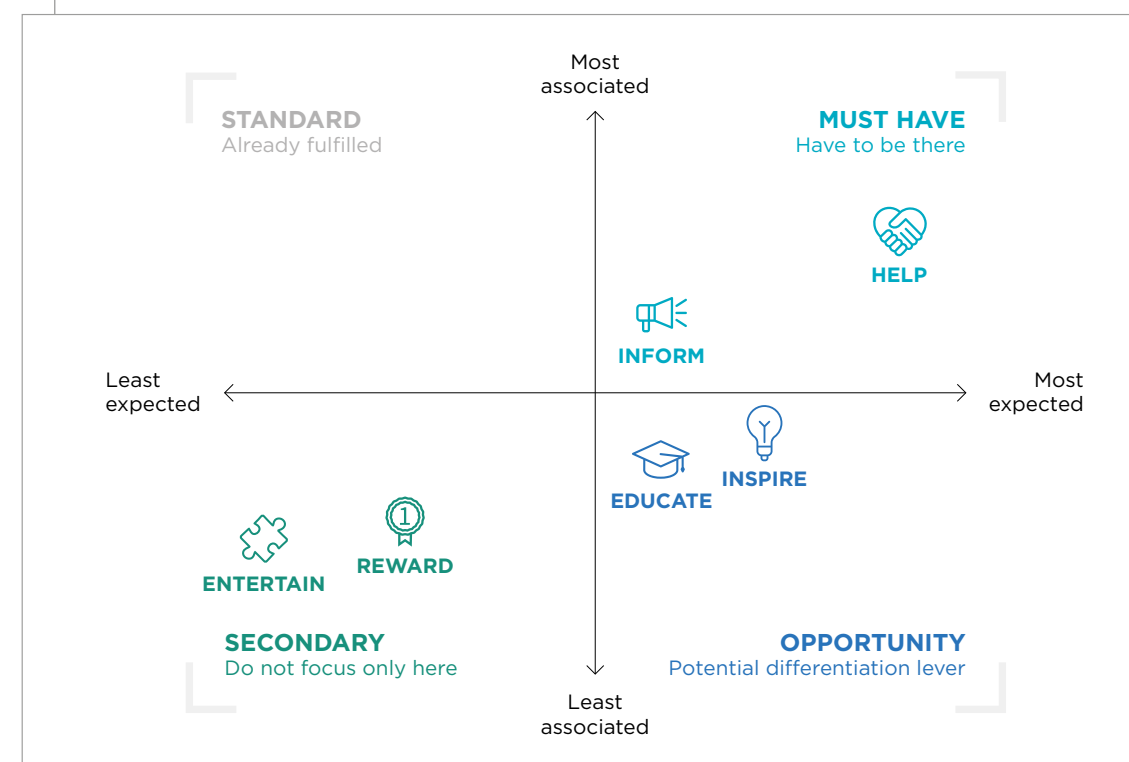 Most
associated
STANDARD
Already fulfilled
MUST HAVE
Have to be there
HELP
INFORM
Least
expected
Most
expected
INSPIRE
EDUCATE
1
REWARD
ENTERTAIN
SECONDARY
Do not focus only here
OPPORTUNITY
Potential differentiation lever
Least
associated